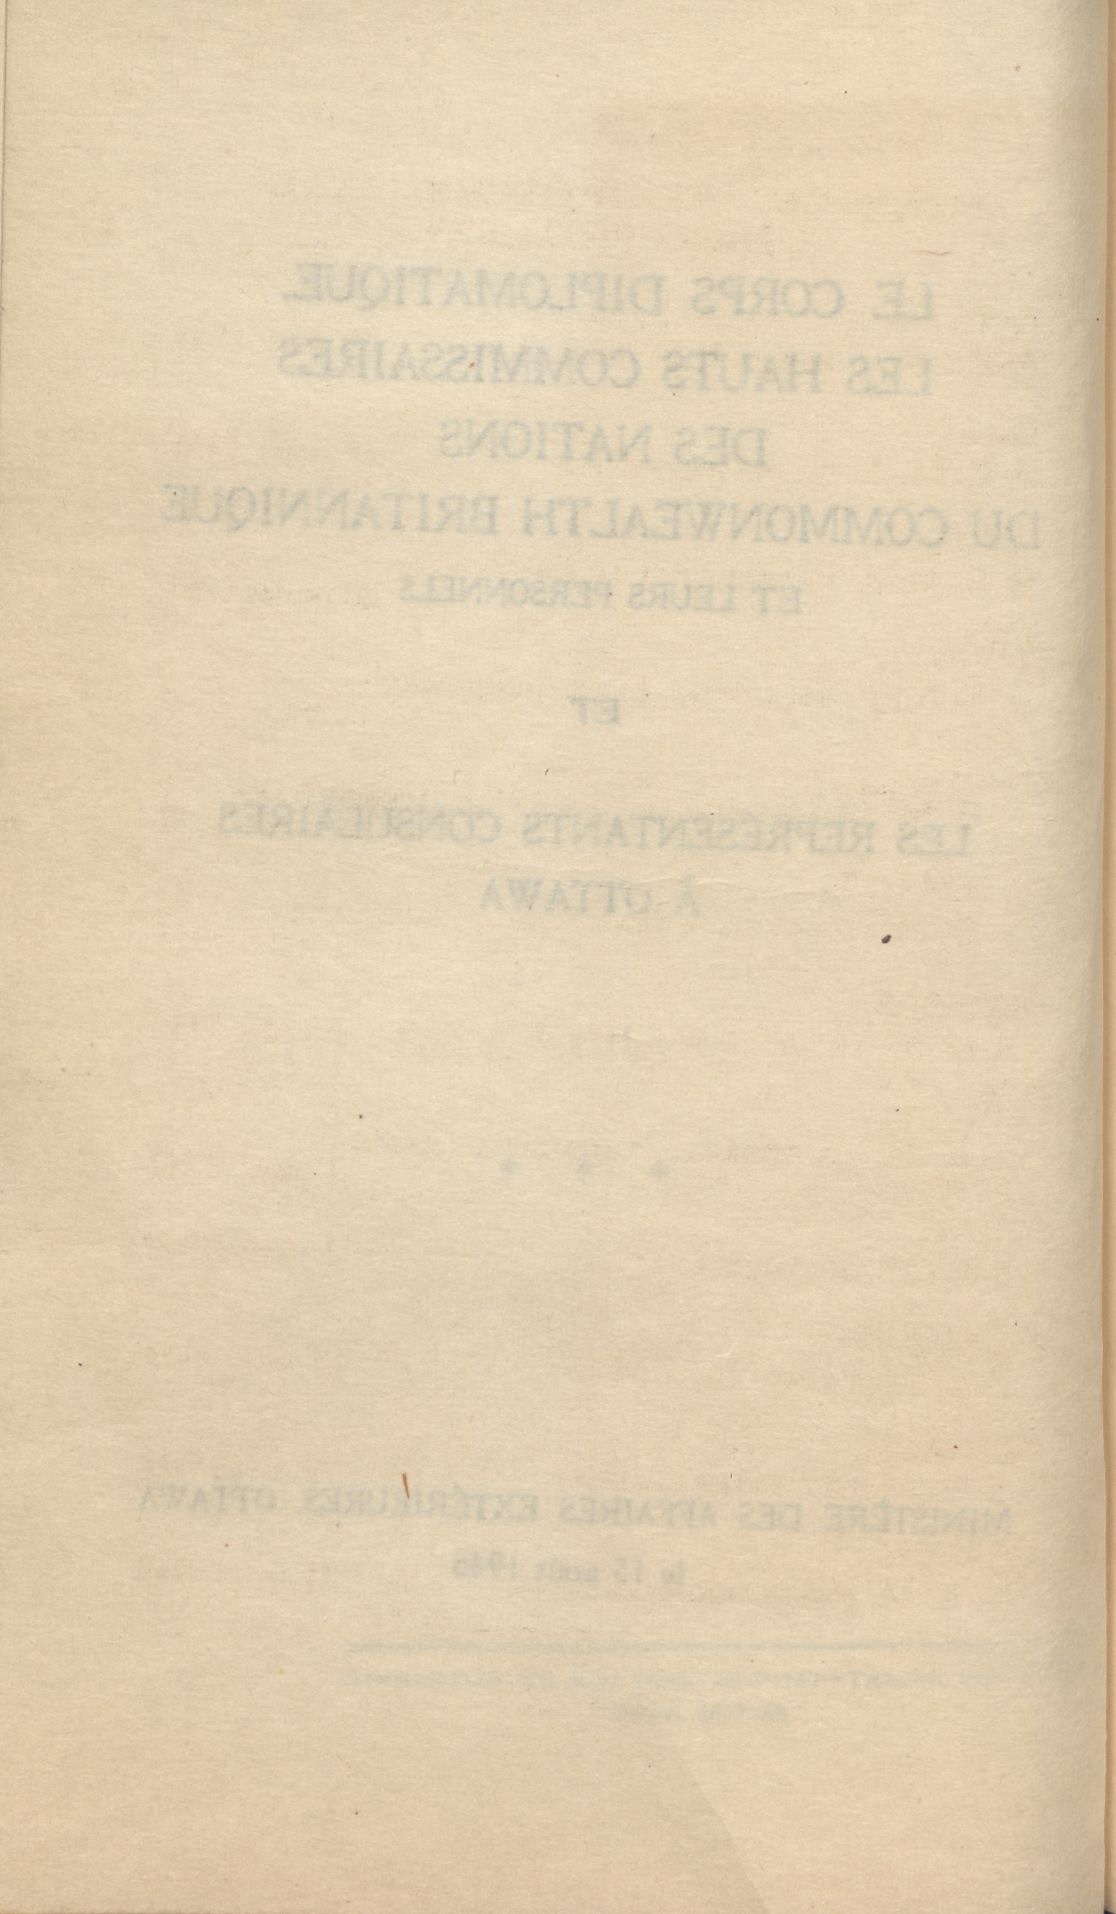 LE CORPS DIPLOMATIQUE,
LES HAUTS COMMISSAIRES
DES NATIONS
DU COMMONWEALTH BRITANNIQUE
ET LEURS PERSONNELS
ET
LES REPRÉSENTANTS CONSULAIRES
À OTTAWA
* * *
MINISTÈRE DES AFFAIRES EXTÉRIEURES, OTTAWA
le 15 août